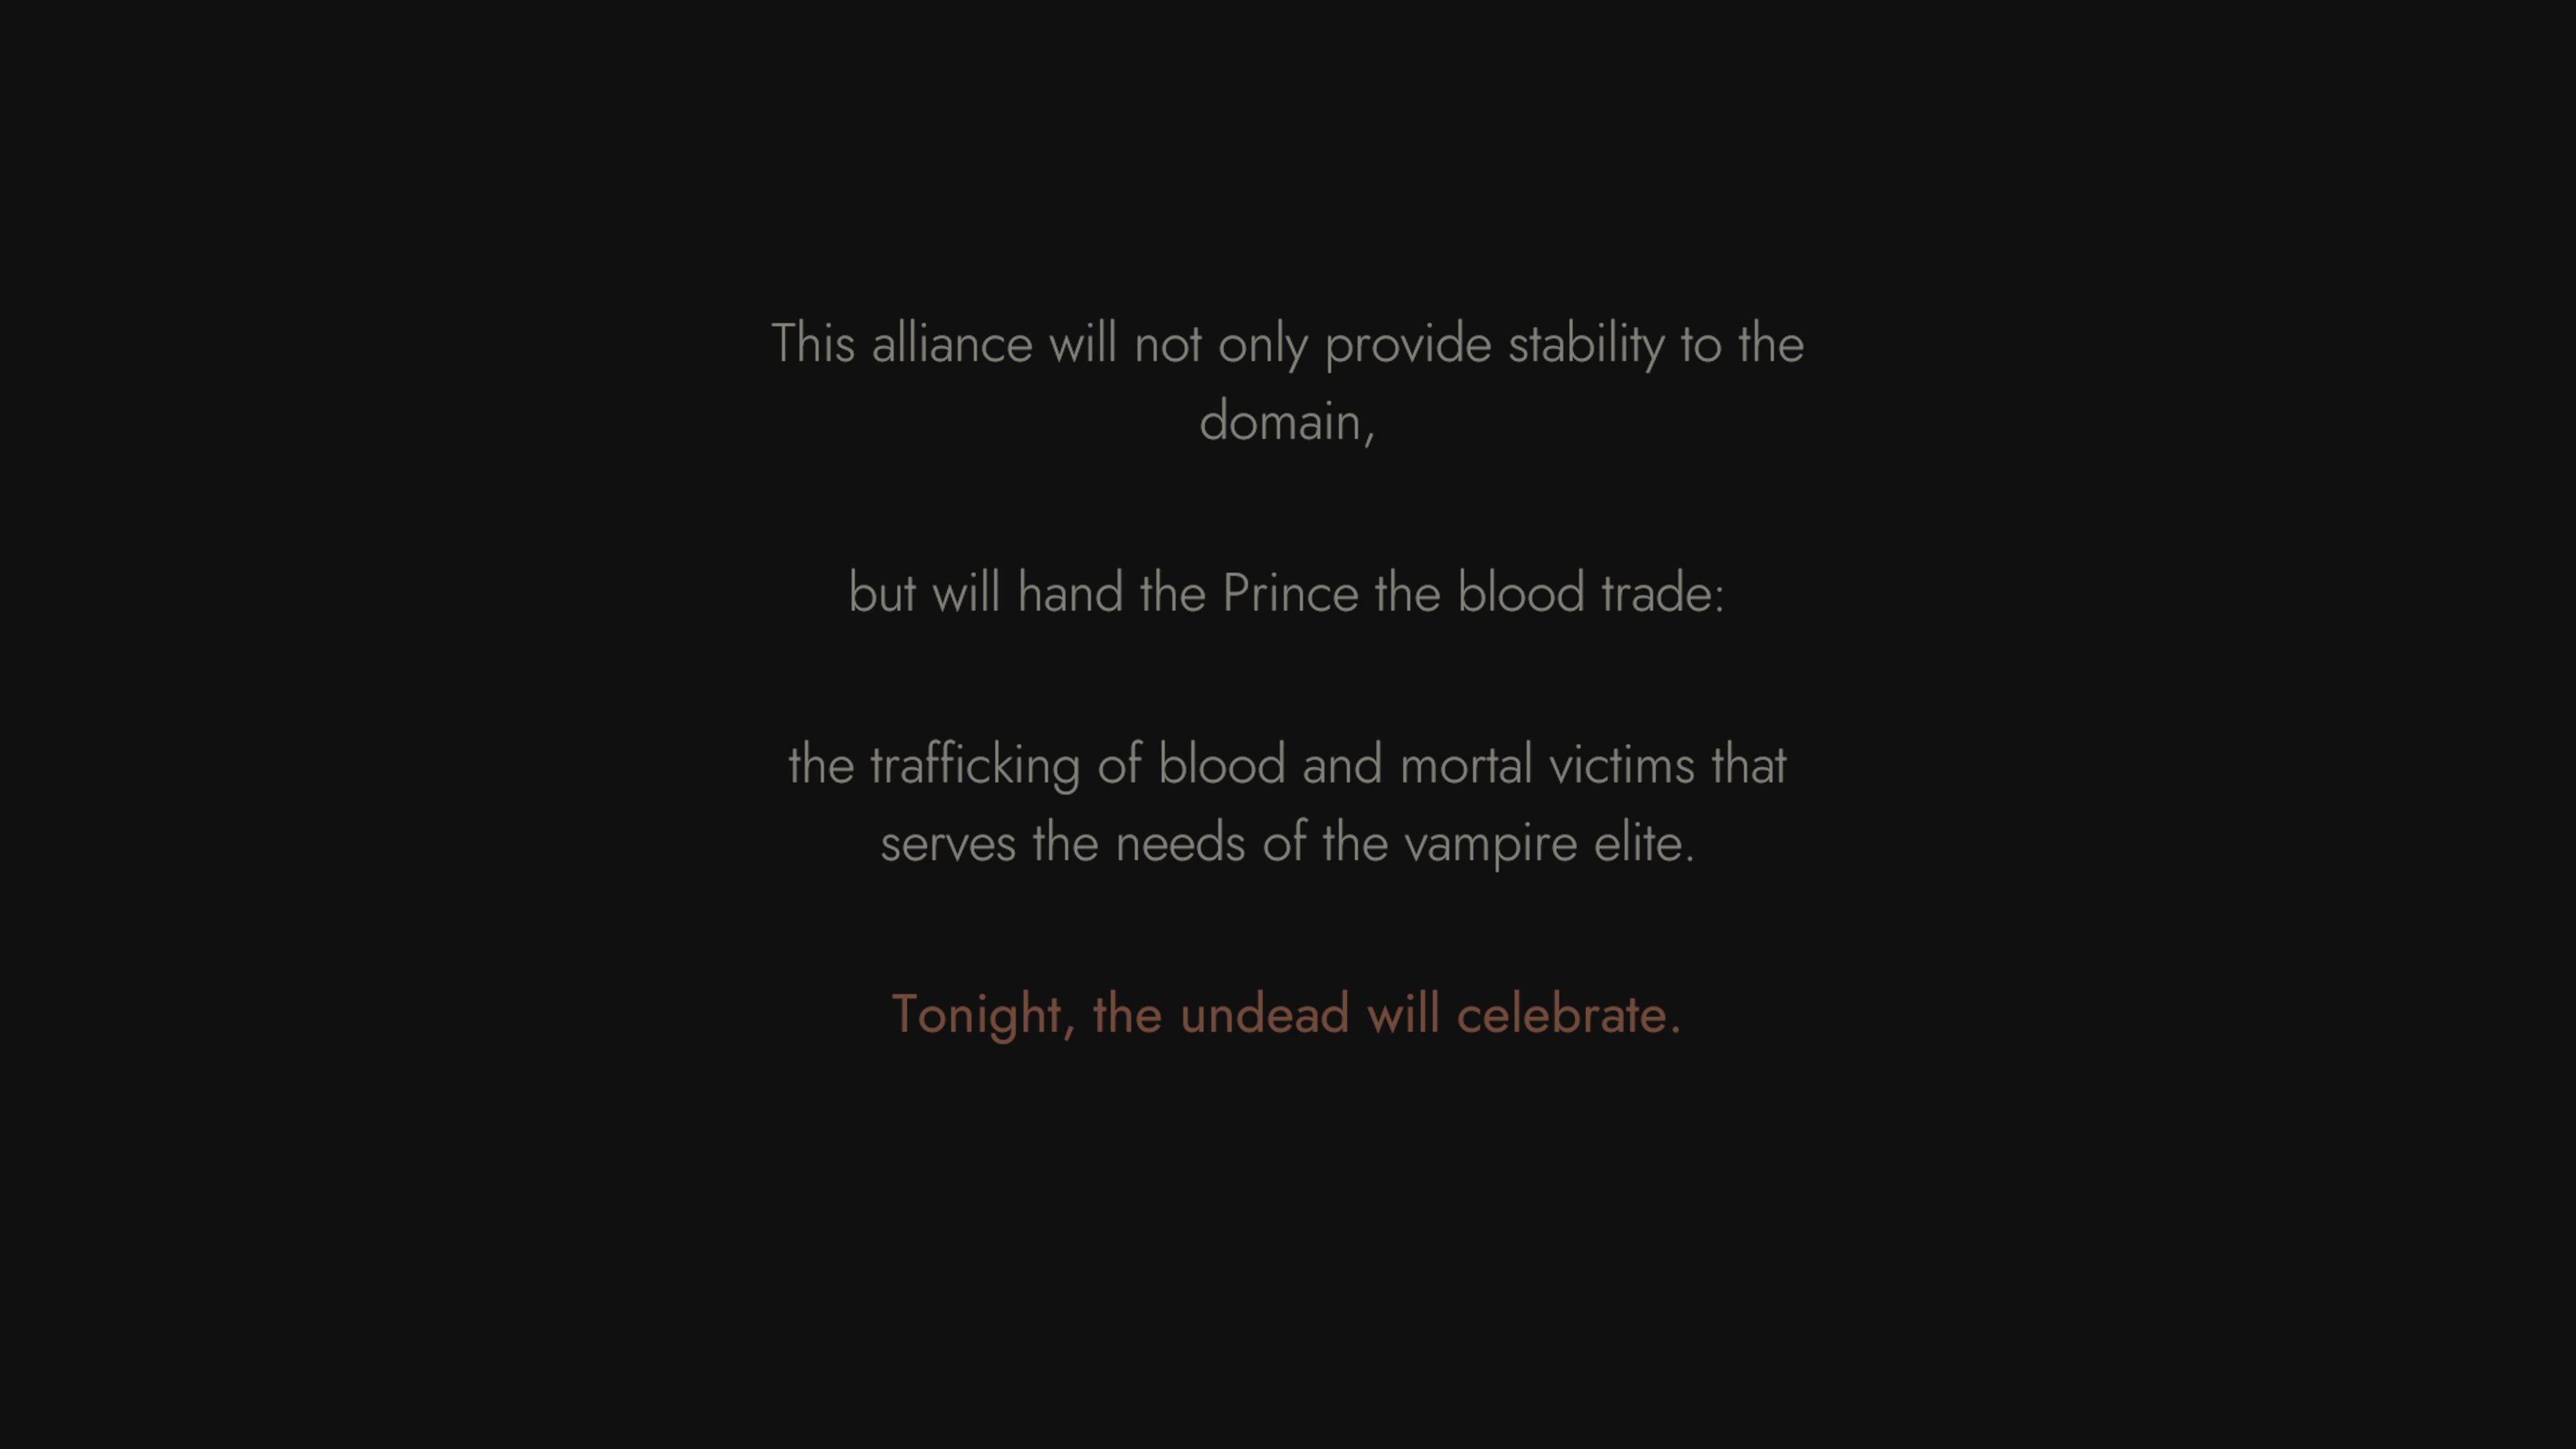 This alliance will not only provide stability to the
domain,
but will hand the Prince the blood trade:
the trafficking of blood and mortal victims that
serves the needs of the vampire elite.
Tonight, the undead will celebrate.